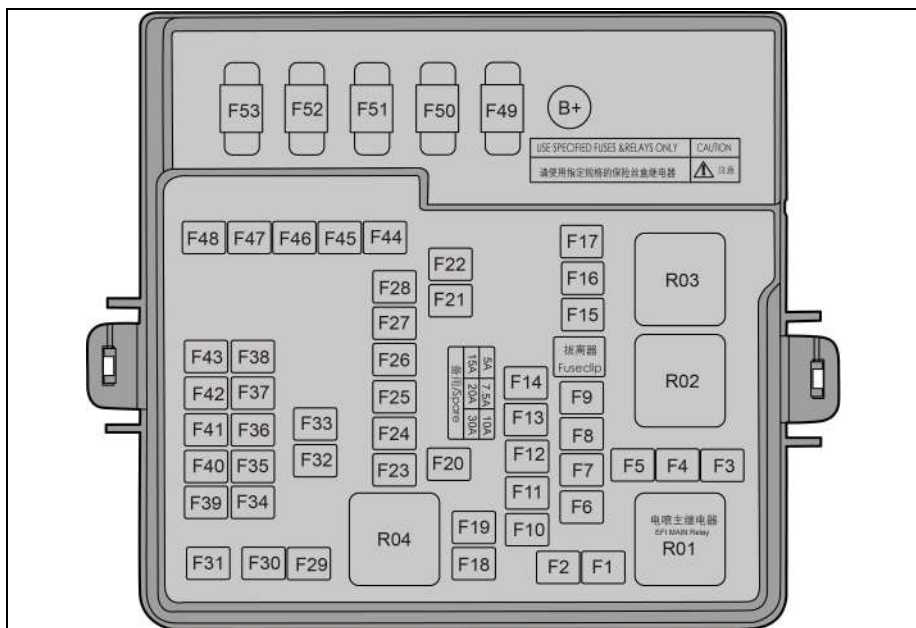 F53 F52 F51 F50 F49 B+
USE SPECIFIED FUSES &RELAYS ONLY CAUTION
请使用指定规格的保险丝盒继电器 注意
F48 F47 F46 F45 F44
F22
F21
F17
F16
F15
R03
F28
F27
F26
F25
F24
F23
拔离器
Fuseclip
R02
F43 F38
F42 F37
F41 F36
F40 F35
F39 F34
F33
F32
5A 7.5A 10A
15A 20A 30A
备用/Spare
F14
F13
F12
F11
F10
F9
F8
F7
F6
F5 F4 F3
F20
F19
F18
R04
电喷主继电器
EFI MAIN Relay
R01
F31 F30 F29
F2 F1